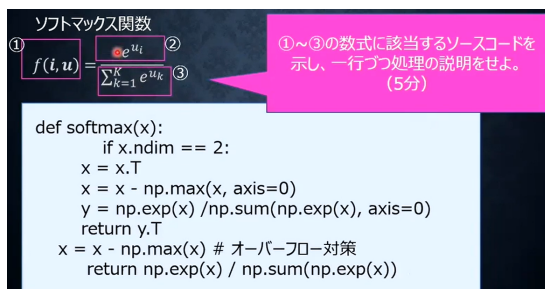 ソフトマックス関数
① f(i, u) = e^{u_i} ② / Σ_{k=1}^{K} e^{u_k} ③
①~③の数式に該当するソースコードを
示し、一行づつ処理の説明をせよ。
(5分)
def softmax(x):
if x.ndim == 2:
x = x.T
x = x - np.max(x, axis=0)
y = np.exp(x) /np.sum(np.exp(x), axis=0)
return y.T
x = x - np.max(x) # オーバーフロー対策
return np.exp(x) / np.sum(np.exp(x))